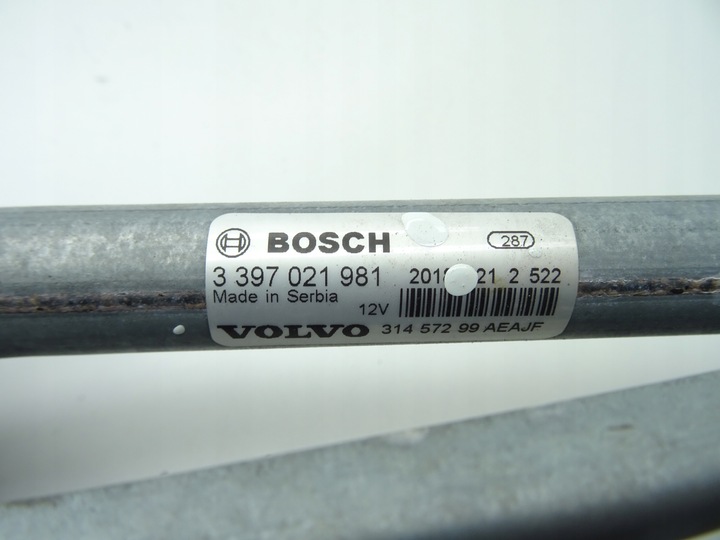 BOSCH
287
3 397 021 981
21 2 522
Made in Serbia
12V
VOLVO 314 572 99 AEAJF